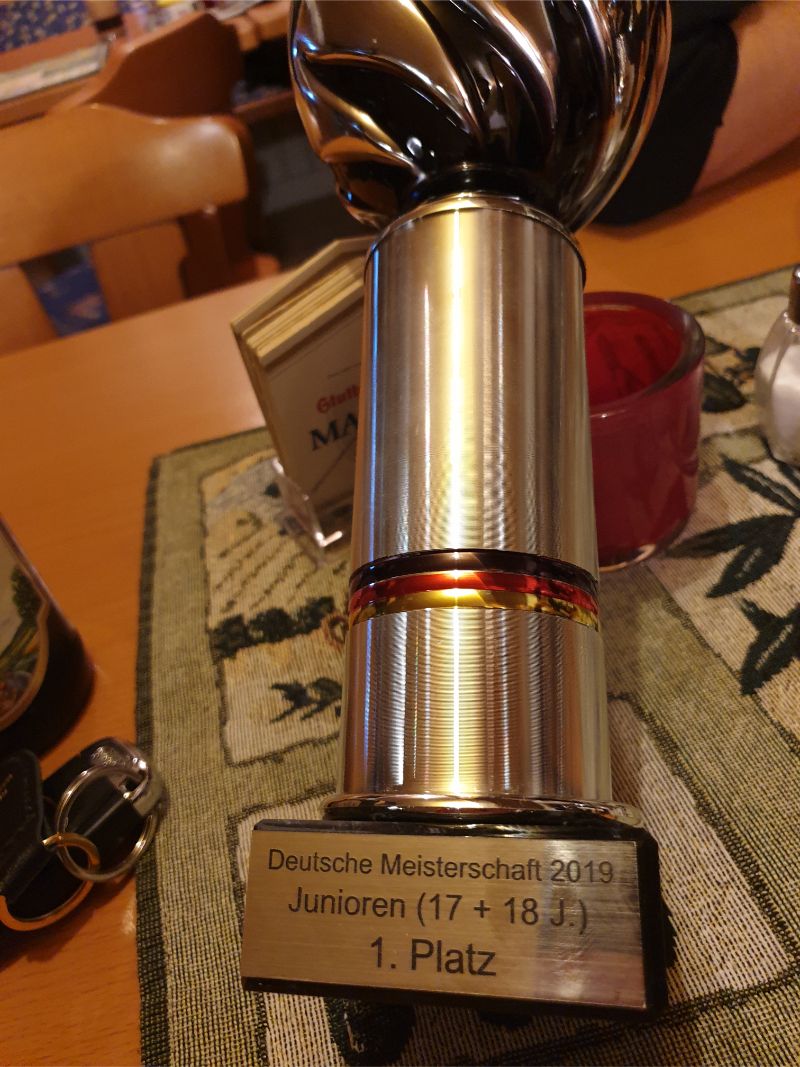 Deutsche Meisterschaft 2019
Junioren (17 + 18 J.)
1. Platz